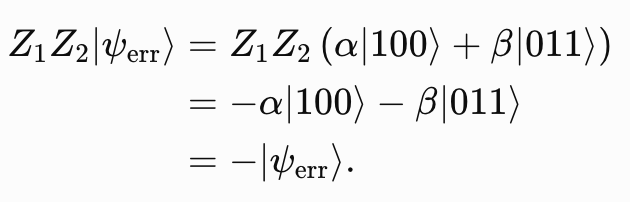 Z₁Z₂|ψ_err⟩ = Z₁Z₂ (α|100⟩ + β|011⟩)
= −α|100⟩ − β|011⟩
= −|ψ_err⟩.